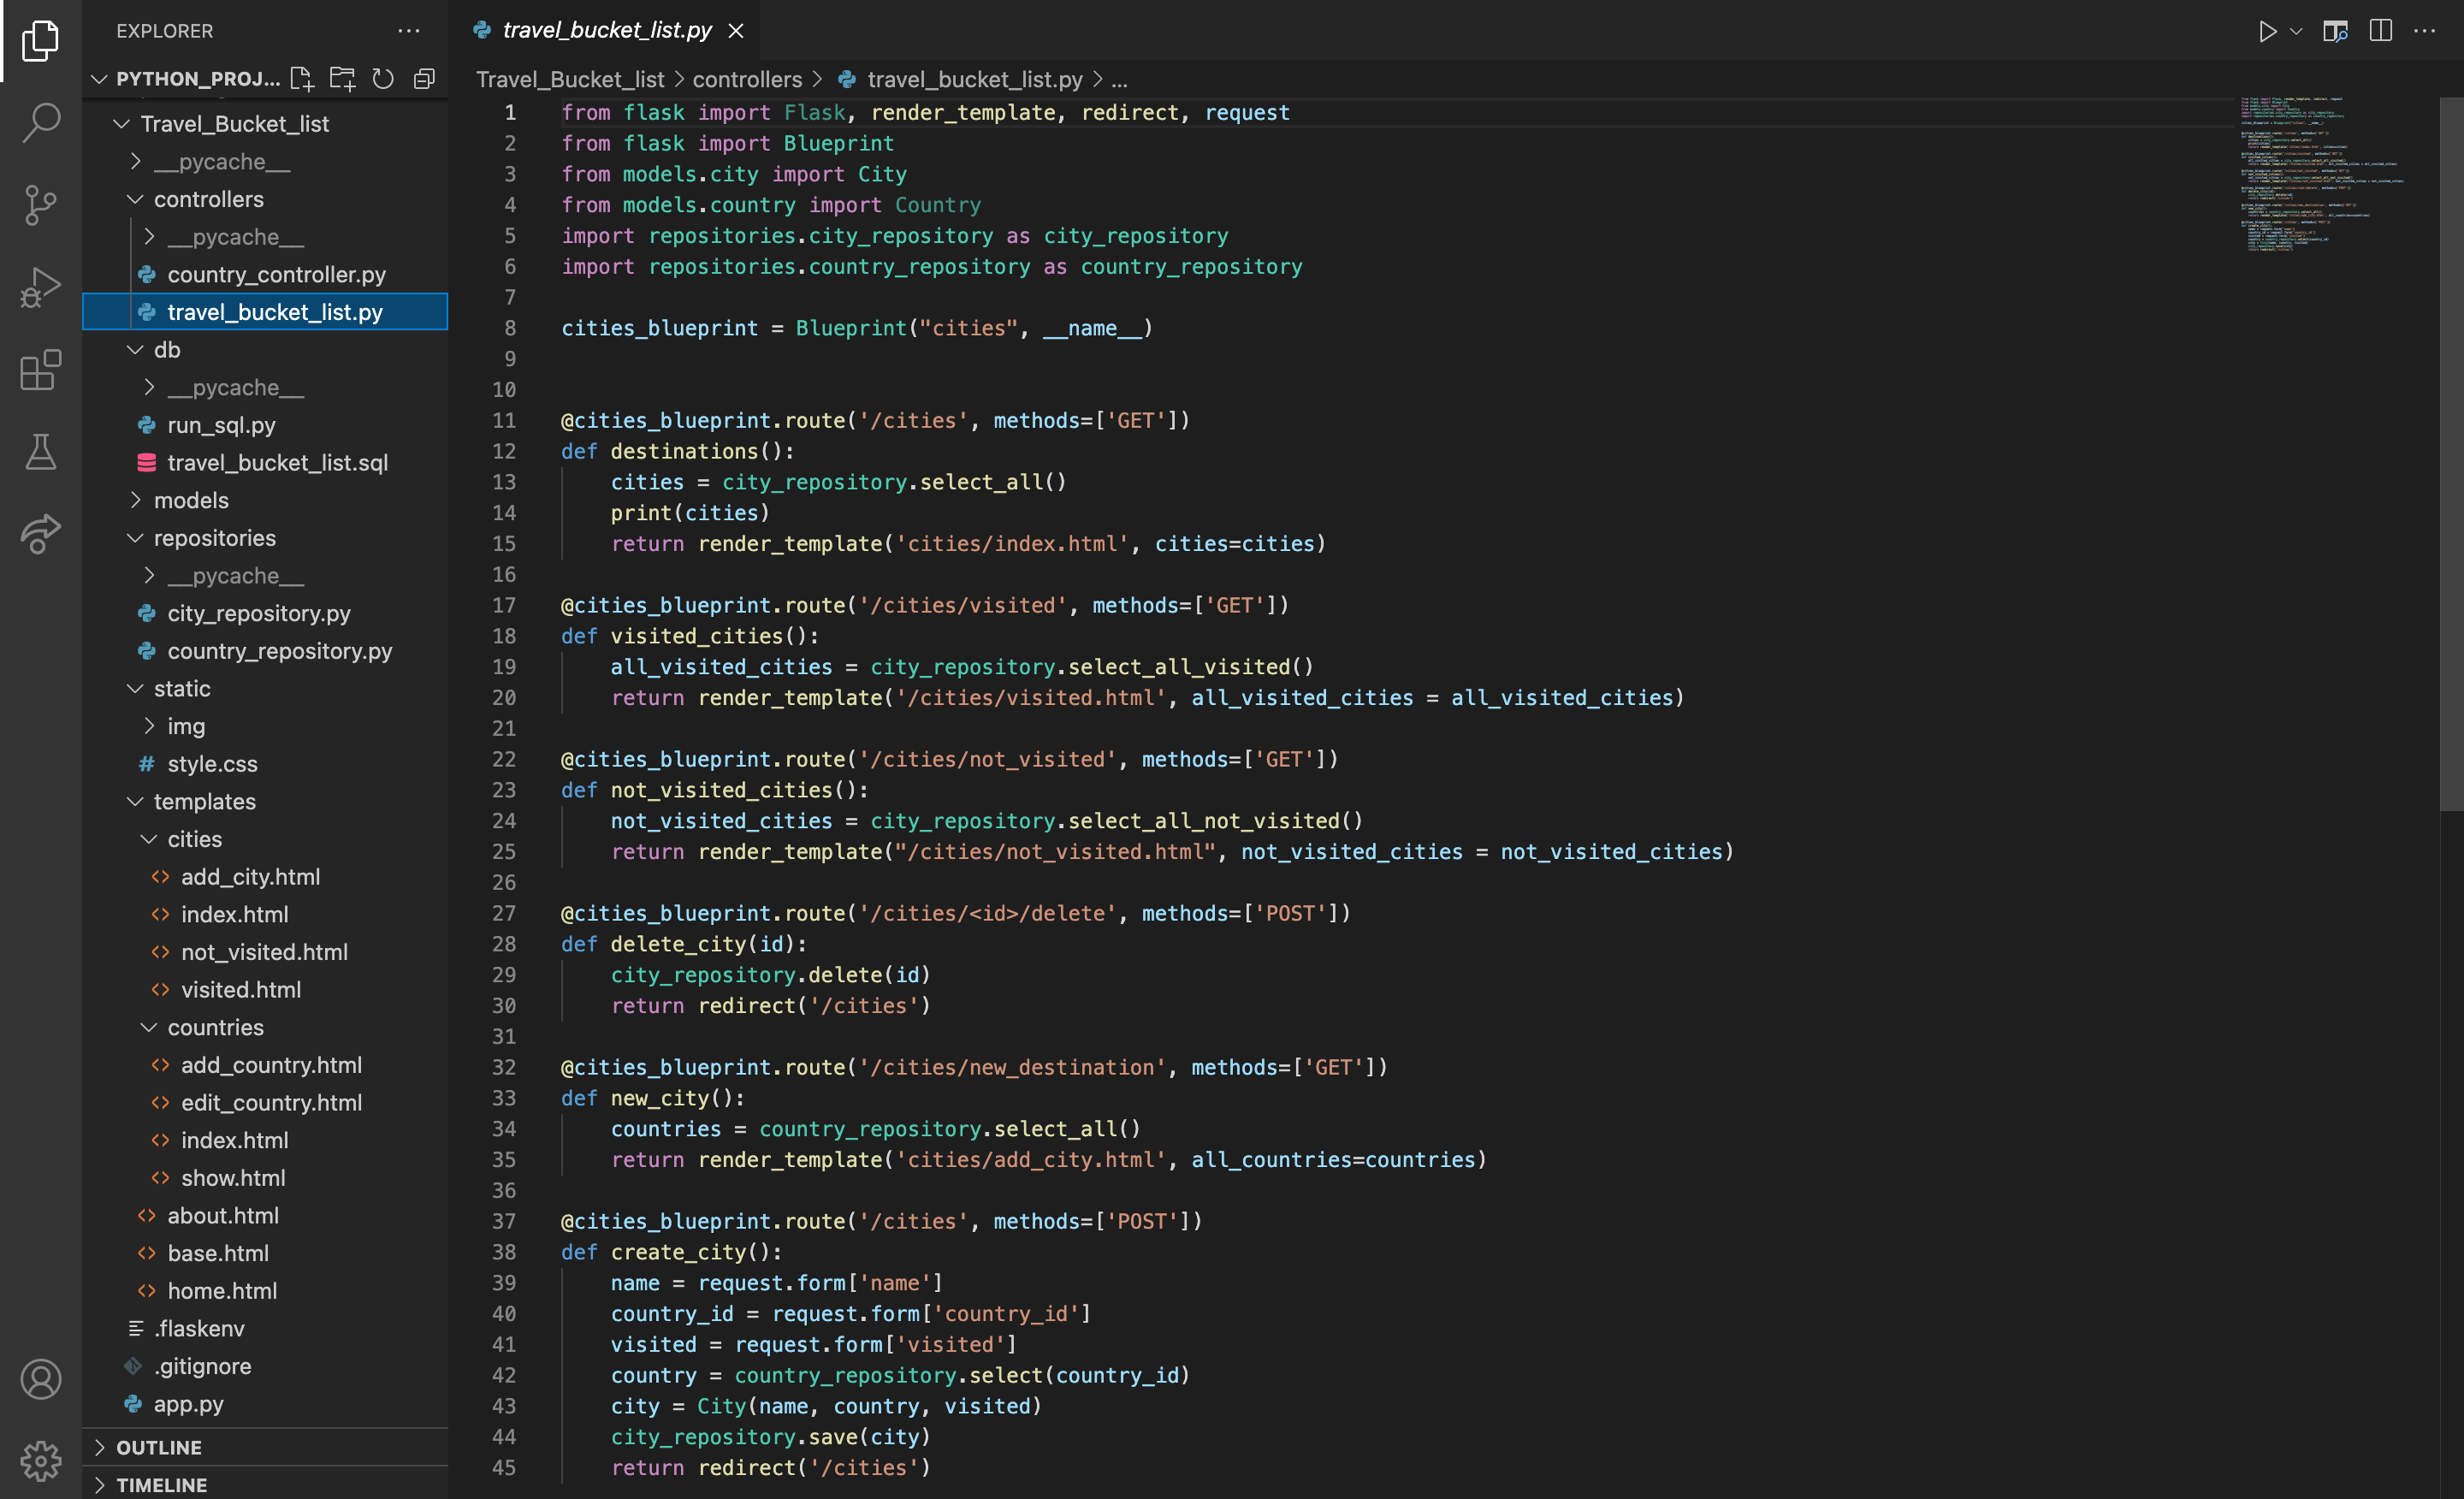 EXPLORER
PYTHON_PROJ...
Travel_Bucket_list
__pycache__
controllers
__pycache__
country_controller.py
travel_bucket_list.py
db
__pycache__
run_sql.py
travel_bucket_list.sql
models
repositories
__pycache__
city_repository.py
country_repository.py
static
img
# style.css
templates
cities
<> add_city.html
<> index.html
<> not_visited.html
<> visited.html
countries
<> add_country.html
<> edit_country.html
<> index.html
<> show.html
<> about.html
<> base.html
<> home.html
.flaskenv
.gitignore
app.py
OUTLINE
TIMELINE
travel_bucket_list.py
Travel_Bucket_list > controllers > travel_bucket_list.py > ...
1 from flask import Flask, render_template, redirect, request
2 from flask import Blueprint
3 from models.city import City
4 from models.country import Country
5 import repositories.city_repository as city_repository
6 import repositories.country_repository as country_repository
7
8 cities_blueprint = Blueprint("cities", __name__)
9
10
11 @cities_blueprint.route('/cities', methods=['GET'])
12 def destinations():
13     cities = city_repository.select_all()
14     print(cities)
15     return render_template('cities/index.html', cities=cities)
16
17 @cities_blueprint.route('/cities/visited', methods=['GET'])
18 def visited_cities():
19     all_visited_cities = city_repository.select_all_visited()
20     return render_template('/cities/visited.html', all_visited_cities = all_visited_cities)
21
22 @cities_blueprint.route('/cities/not_visited', methods=['GET'])
23 def not_visited_cities():
24     not_visited_cities = city_repository.select_all_not_visited()
25     return render_template("/cities/not_visited.html", not_visited_cities = not_visited_cities)
26
27 @cities_blueprint.route('/cities/<id>/delete', methods=['POST'])
28 def delete_city(id):
29     city_repository.delete(id)
30     return redirect('/cities')
31
32 @cities_blueprint.route('/cities/new_destination', methods=['GET'])
33 def new_city():
34     countries = country_repository.select_all()
35     return render_template('cities/add_city.html', all_countries=countries)
36
37 @cities_blueprint.route('/cities', methods=['POST'])
38 def create_city():
39     name = request.form['name']
40     country_id = request.form['country_id']
41     visited = request.form['visited']
42     country = country_repository.select(country_id)
43     city = City(name, country, visited)
44     city_repository.save(city)
45     return redirect('/cities')